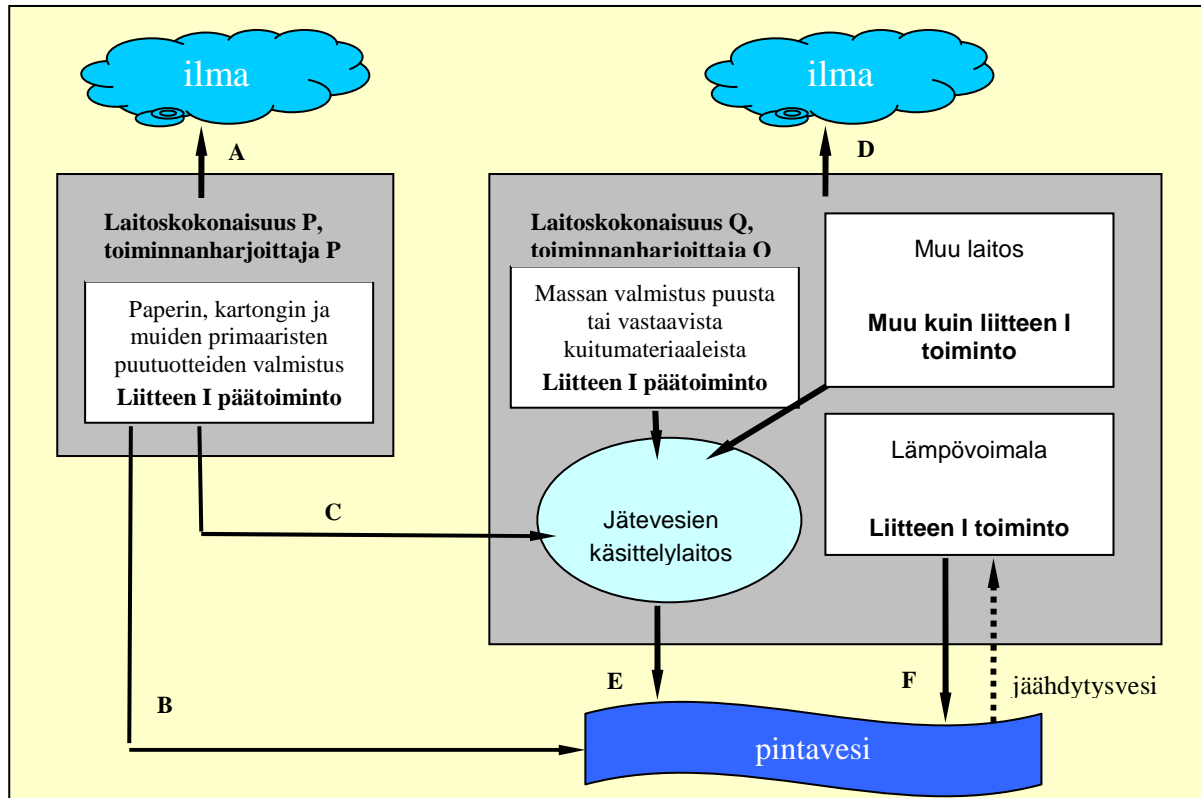 ilma
ilma
A
D
Laitoskokonaisuus P,
toiminnanharjoittaja P
Paperin, kartongin ja
muiden primaaristen
puutuotteiden valmistus
Liitteen I päätoiminto
Laitoskokonaisuus Q,
toiminnanharjoittaja Q
Massan valmistus puusta
tai vastaavista
kuitumateriaaleista
Liitteen I päätoiminto
Muu laitos
Muu kuin liitteen I
toiminto
Lämpövoimala
Liitteen I toiminto
C
Jätevesien
käsittelylaitos
E
F
jäähdytysvesi
B
pintavesi